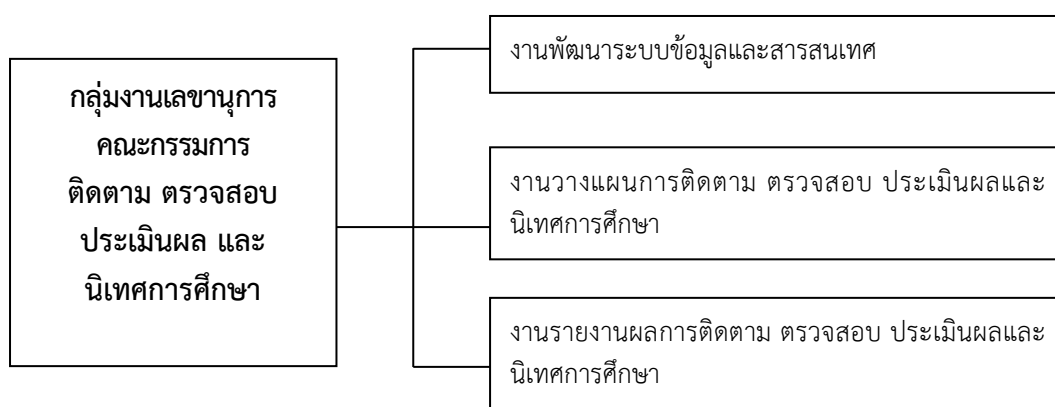 กลุ่มงานเลขานุการ
คณะกรรมการ
ติดตาม ตรวจสอบ
ประเมินผล และ
นิเทศการศึกษา
งานพัฒนาระบบข้อมูลและสารสนเทศ
งานวางแผนการติดตาม ตรวจสอบ ประเมินผลและ
นิเทศการศึกษา
งานรายงานผลการติดตาม ตรวจสอบ ประเมินผลและ
นิเทศการศึกษา